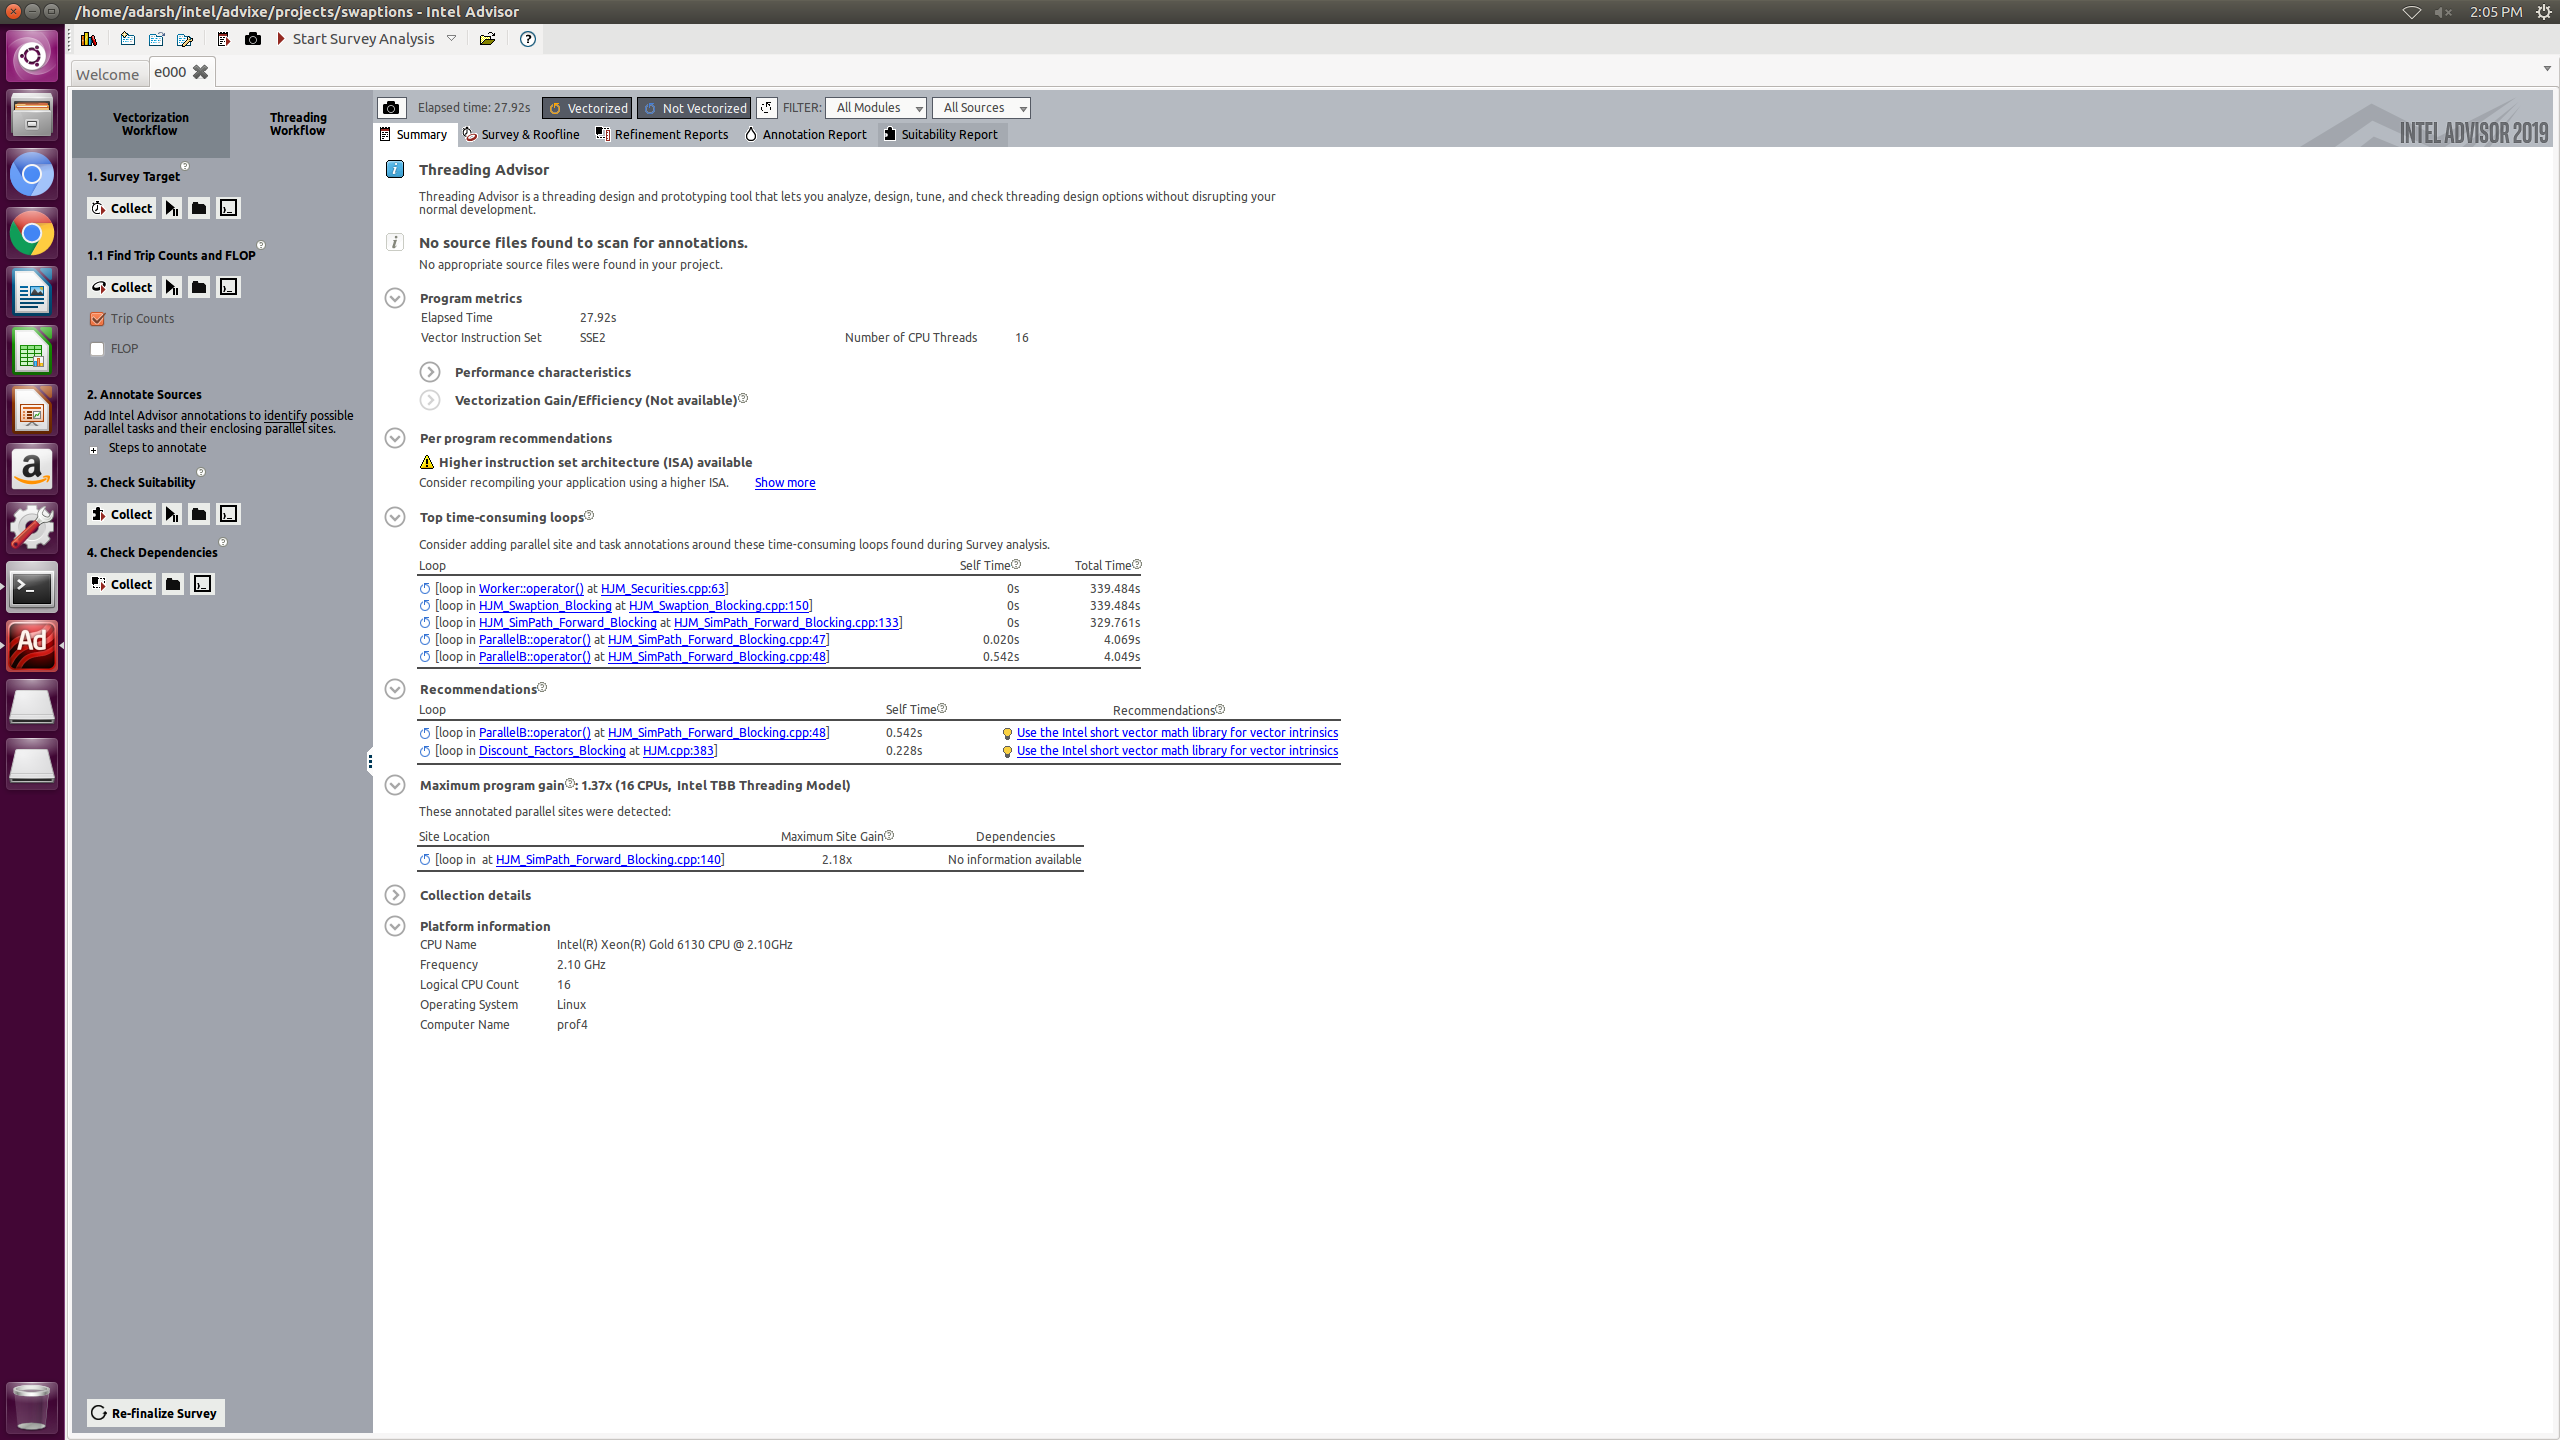 /home/adarsh/intel/advixe/projects/swaptions - Intel Advisor
2:05 PM
Start Survey Analysis
Welcome
e000
Vectorization Workflow
Threading Workflow
1. Survey Target
Collect
1.1 Find Trip Counts and FLOP
Collect
Trip Counts
FLOP
2. Annotate Sources
Add Intel Advisor annotations to identify possible
parallel tasks and their enclosing parallel sites.
Steps to annotate
3. Check Suitability
Collect
4. Check Dependencies
Collect
Re-finalize Survey
Elapsed time: 27.92s
Vectorized
Not Vectorized
FILTER:
All Modules
All Sources
INTEL ADVISOR 2019
Summary
Survey & Roofline
Refinement Reports
Annotation Report
Suitability Report
Threading Advisor
Threading Advisor is a threading design and prototyping tool that lets you analyze, design, tune, and check threading design options without disrupting your
normal development.
No source files found to scan for annotations.
No appropriate source files were found in your project.
Program metrics
Elapsed Time 27.92s
Vector Instruction Set SSE2 Number of CPU Threads 16
Performance characteristics
Vectorization Gain/Efficiency (Not available)
Per program recommendations
Higher instruction set architecture (ISA) available
Consider recompiling your application using a higher ISA. Show more
Top time-consuming loops
Consider adding parallel site and task annotations around these time-consuming loops found during Survey analysis.
Loop Self Time Total Time
[loop in Worker::operator() at HJM_Securities.cpp:63] 0s 339.484s
[loop in HJM_Swaption_Blocking at HJM_Swaption_Blocking.cpp:150] 0s 339.484s
[loop in HJM_SimPath_Forward_Blocking at HJM_SimPath_Forward_Blocking.cpp:133] 0s 329.761s
[loop in ParallelB::operator() at HJM_SimPath_Forward_Blocking.cpp:47] 0.020s 4.069s
[loop in ParallelB::operator() at HJM_SimPath_Forward_Blocking.cpp:48] 0.542s 4.049s
Recommendations
Loop Self Time Recommendations
[loop in ParallelB::operator() at HJM_SimPath_Forward_Blocking.cpp:48] 0.542s Use the Intel short vector math library for vector intrinsics
[loop in Discount_Factors_Blocking at HJM.cpp:383] 0.228s Use the Intel short vector math library for vector intrinsics
Maximum program gain: 1.37x (16 CPUs, Intel TBB Threading Model)
These annotated parallel sites were detected:
Site Location Maximum Site Gain Dependencies
[loop in at HJM_SimPath_Forward_Blocking.cpp:140] 2.18x No information available
Collection details
Platform information
CPU Name Intel(R) Xeon(R) Gold 6130 CPU @ 2.10GHz
Frequency 2.10 GHz
Logical CPU Count 16
Operating System Linux
Computer Name prof4